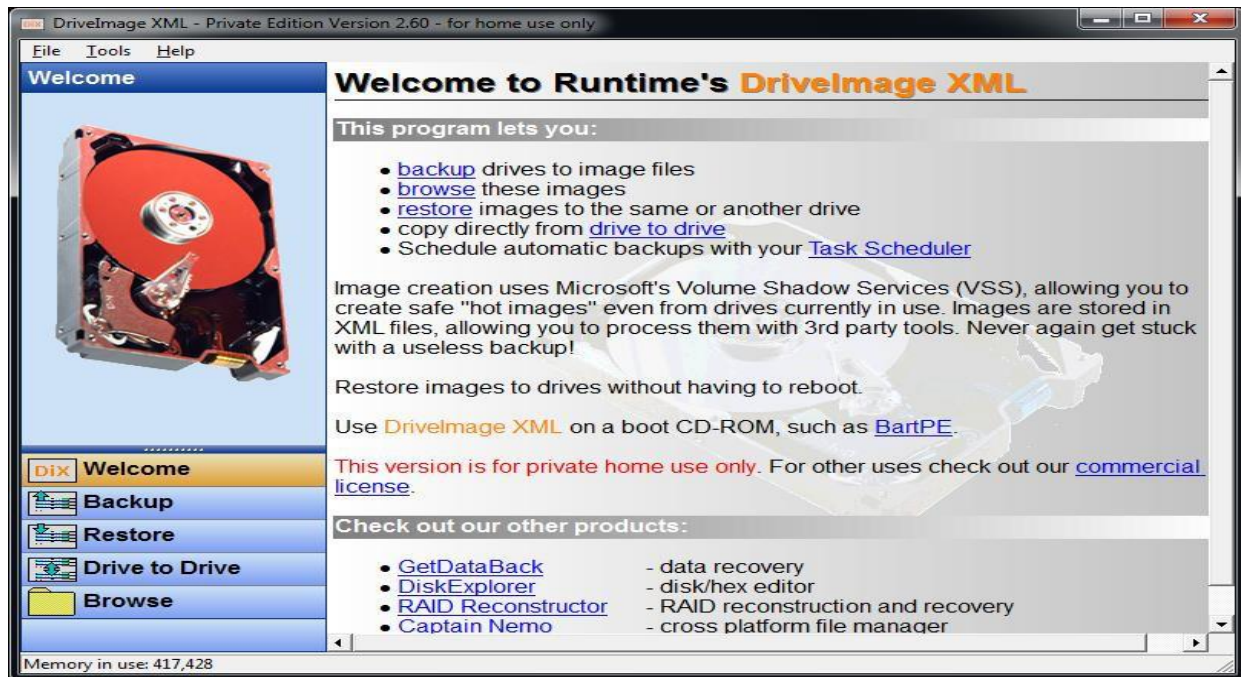 DriveImage XML - Private Edition Version 2.60 - for home use only
File Tools Help
Welcome
Welcome to Runtime's DriveImage XML
This program lets you:
• backup drives to image files
• browse these images
• restore images to the same or another drive
• copy directly from drive to drive
• Schedule automatic backups with your Task Scheduler
Image creation uses Microsoft's Volume Shadow Services (VSS), allowing you to
create safe "hot images" even from drives currently in use. Images are stored in
XML files, allowing you to process them with 3rd party tools. Never again get stuck
with a useless backup!
Restore images to drives without having to reboot.
Use DriveImage XML on a boot CD-ROM, such as BartPE.
This version is for private home use only. For other uses check out our commercial
license.
Check out our other products:
• GetDataBack - data recovery
• DiskExplorer - disk/hex editor
• RAID Reconstructor - RAID reconstruction and recovery
• Captain Nemo - cross platform file manager
DiX Welcome
Backup
Restore
Drive to Drive
Browse
Memory in use: 417,428